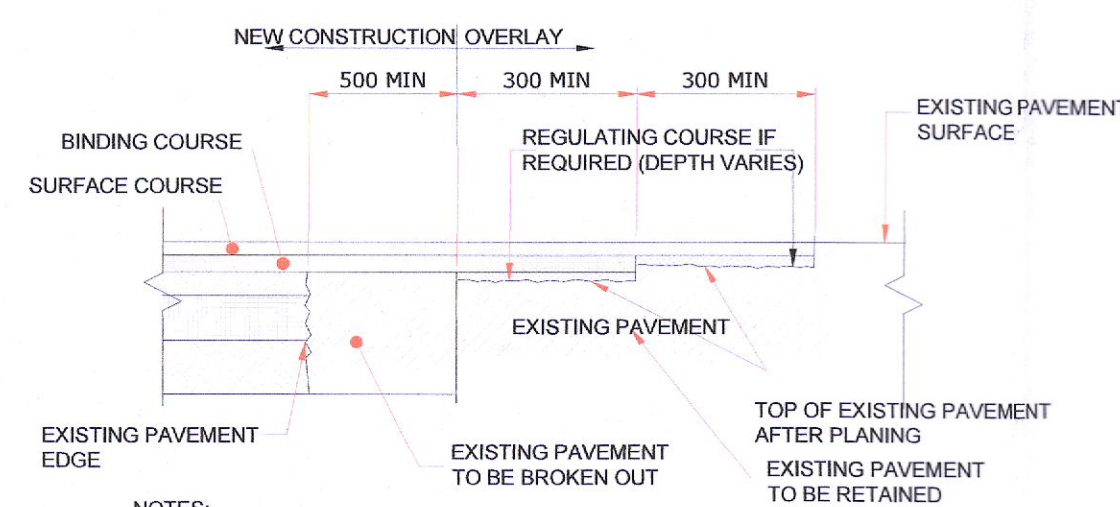 NEW CONSTRUCTION OVERLAY
500 MIN 300 MIN 300 MIN
EXISTING PAVEMENT
SURFACE
BINDING COURSE
REGULATING COURSE IF
REQUIRED (DEPTH VARIES)
SURFACE COURSE
EXISTING PAVEMENT
TOP OF EXISTING PAVEMENT
AFTER PLANING
EXISTING PAVEMENT
EDGE
EXISTING PAVEMENT
TO BE BROKEN OUT
EXISTING PAVEMENT
TO BE RETAINED
NOTES: